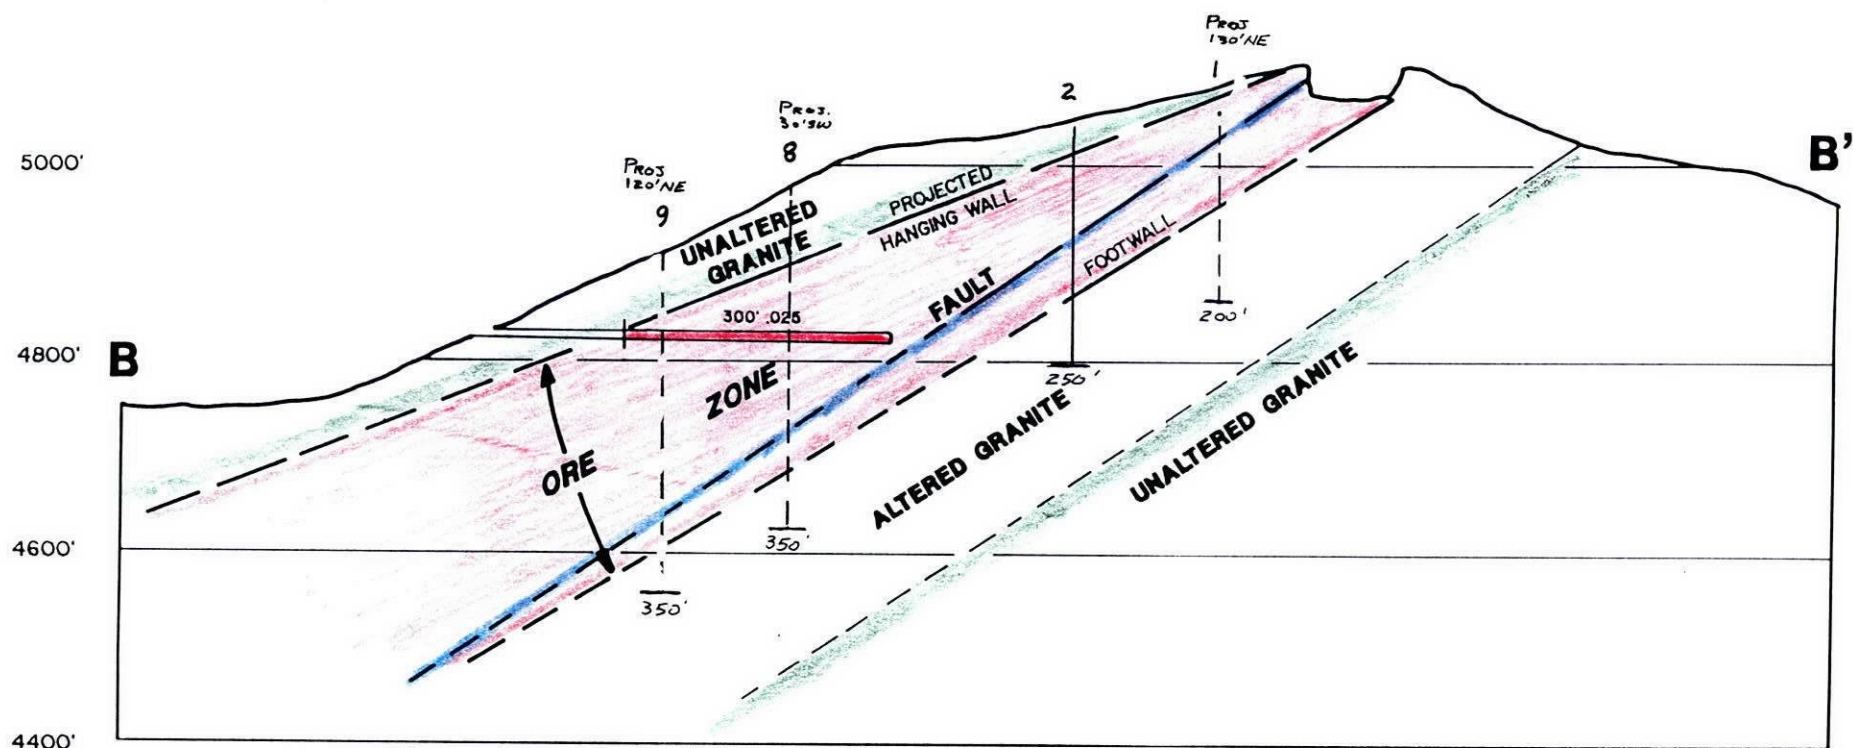 PROJ
130'NE
2
PROJ.
30'SW
8
PROJ
120'NE
9
5000'
B'
UNALTERED
GRANITE
PROJECTED
HANGING WALL
FOOTWALL
FAULT
300' .025
200'
4800'
B
250'
ZONE
ORE
ALTERED GRANITE
UNALTERED GRANITE
350'
4600'
350'
4400'